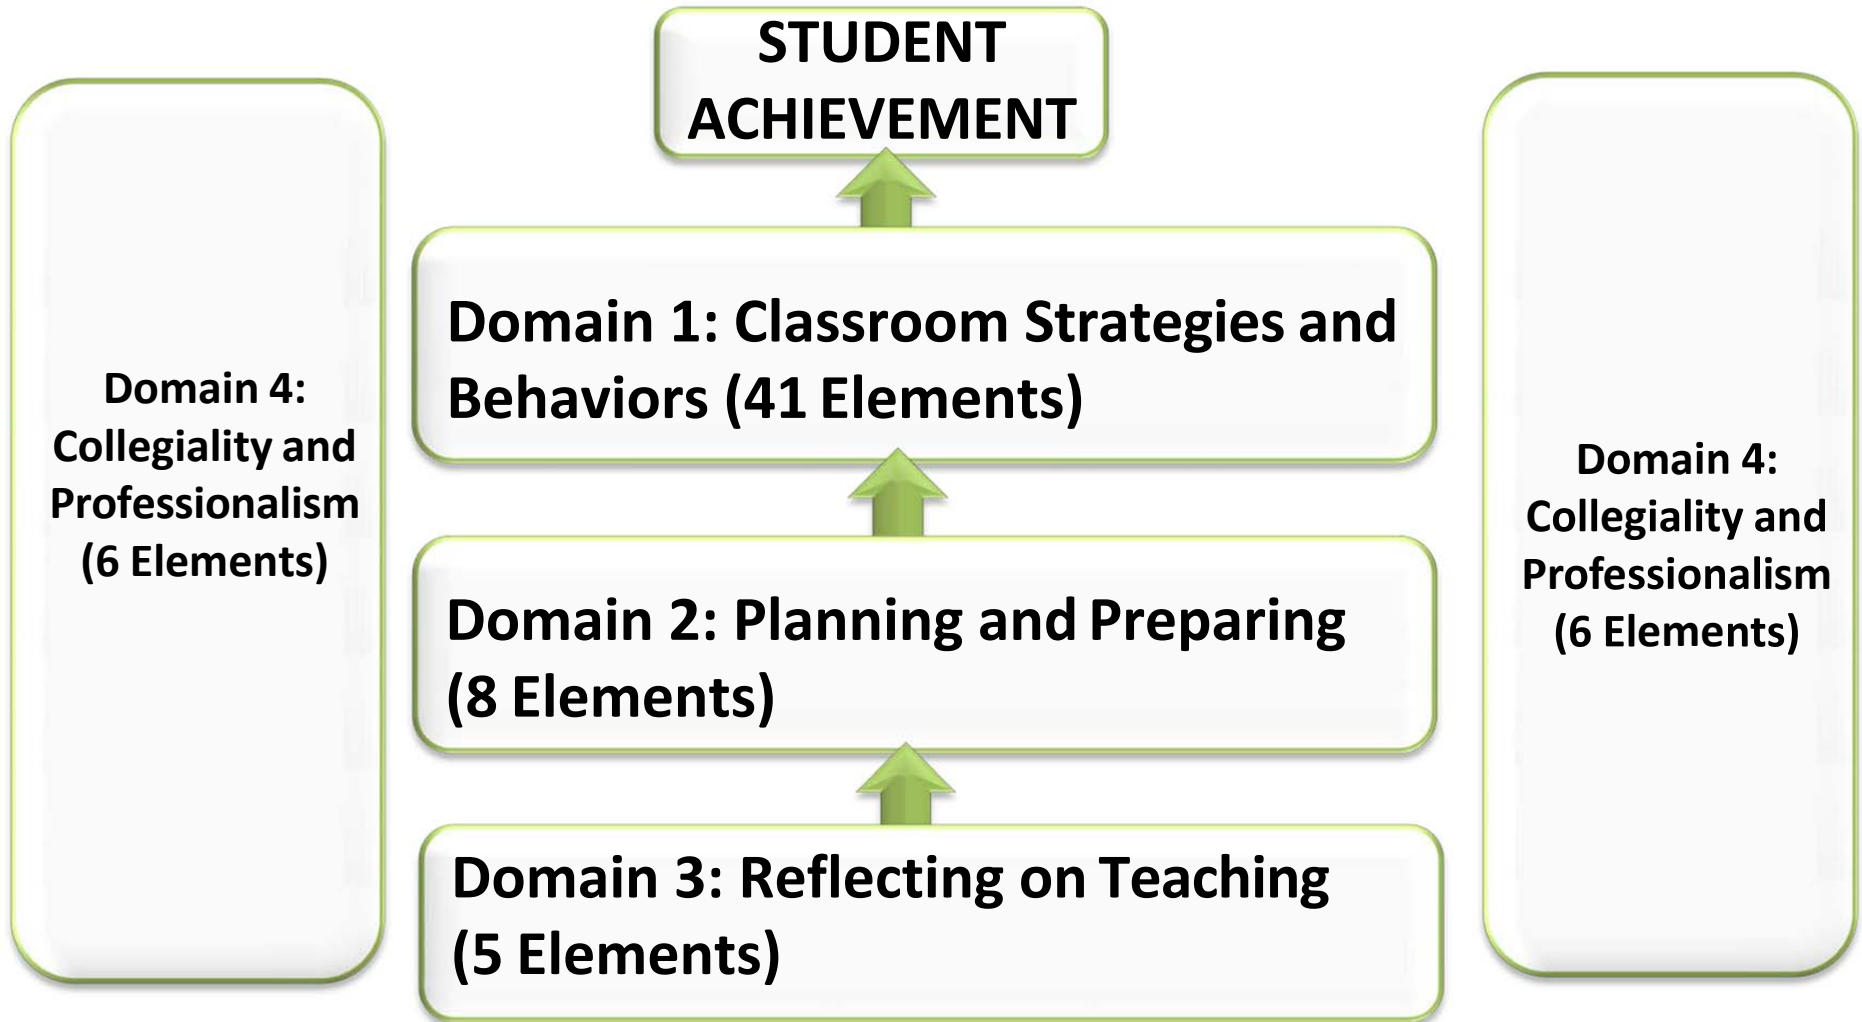 STUDENT
ACHIEVEMENT
Domain 4:
Collegiality and
Professionalism
(6 Elements)
Domain 1: Classroom Strategies and
Behaviors (41 Elements)
Domain 2: Planning and Preparing
(8 Elements)
Domain 3: Reflecting on Teaching
(5 Elements)
Domain 4:
Collegiality and
Professionalism
(6 Elements)